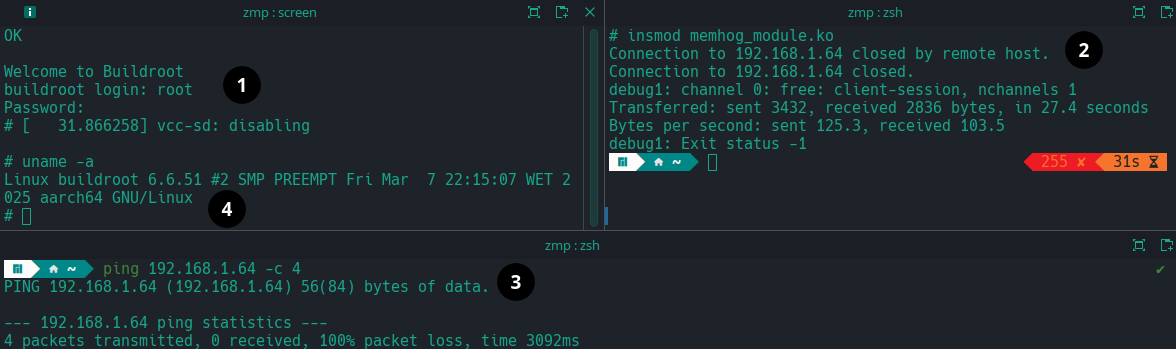 zmp : screen
OK
Welcome to Buildroot
buildroot login: root
Password:
# [   31.866258] vcc-sd: disabling
# uname -a
Linux buildroot 6.6.51 #2 SMP PREEMPT Fri Mar  7 22:15:07 WET 2
025 aarch64 GNU/Linux
#
1
4
zmp : zsh
# insmod memhog_module.ko
Connection to 192.168.1.64 closed by remote host.
Connection to 192.168.1.64 closed.
debug1: channel 0: free: client-session, nchannels 1
Transferred: sent 3432, received 2836 bytes, in 27.4 seconds
Bytes per second: sent 125.3, received 103.5
debug1: Exit status -1
~ 255 ✘ 31s
2
zmp : zsh
~ ping 192.168.1.64 -c 4 ✔
PING 192.168.1.64 (192.168.1.64) 56(84) bytes of data.
3
--- 192.168.1.64 ping statistics ---
4 packets transmitted, 0 received, 100% packet loss, time 3092ms